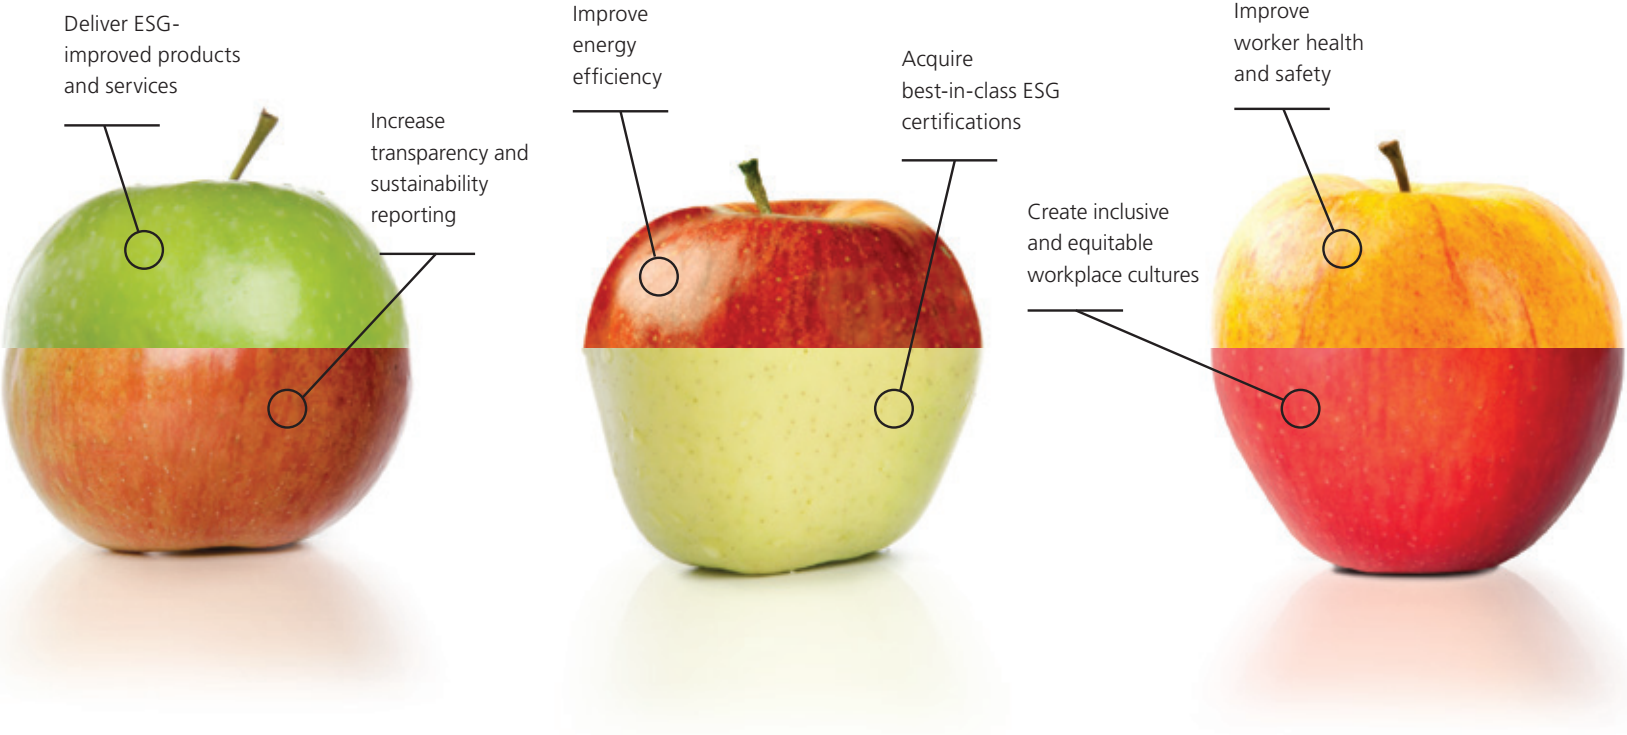 Deliver ESG-
improved products
and services
Increase
transparency and
sustainability
reporting
Improve
energy
efficiency
Acquire
best-in-class ESG
certifications
Create inclusive
and equitable
workplace cultures
Improve
worker health
and safety